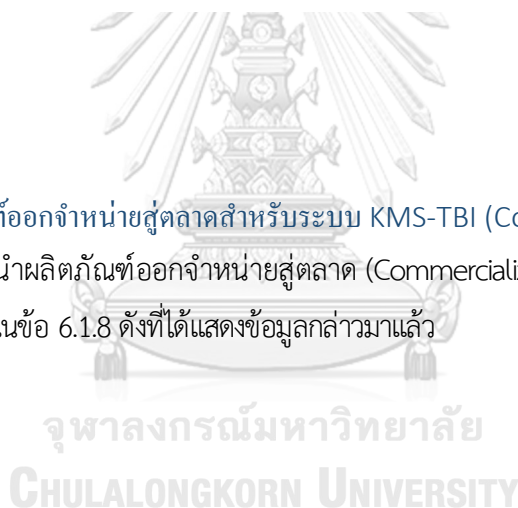 ฑ์ออกจำหน่ายสู่ตลาดสำหรับระบบ KMS-TBI (Co
นำผลิตภัณฑ์ออกจำหน่ายสู่ตลาด (Commerciali
นข้อ 6.1.8 ดังที่ได้แสดงข้อมูลกล่าวมาแล้ว
จุฬาลงกรณ์มหาวิทยาลัย
CHULALONGKORN UNIVERSITY